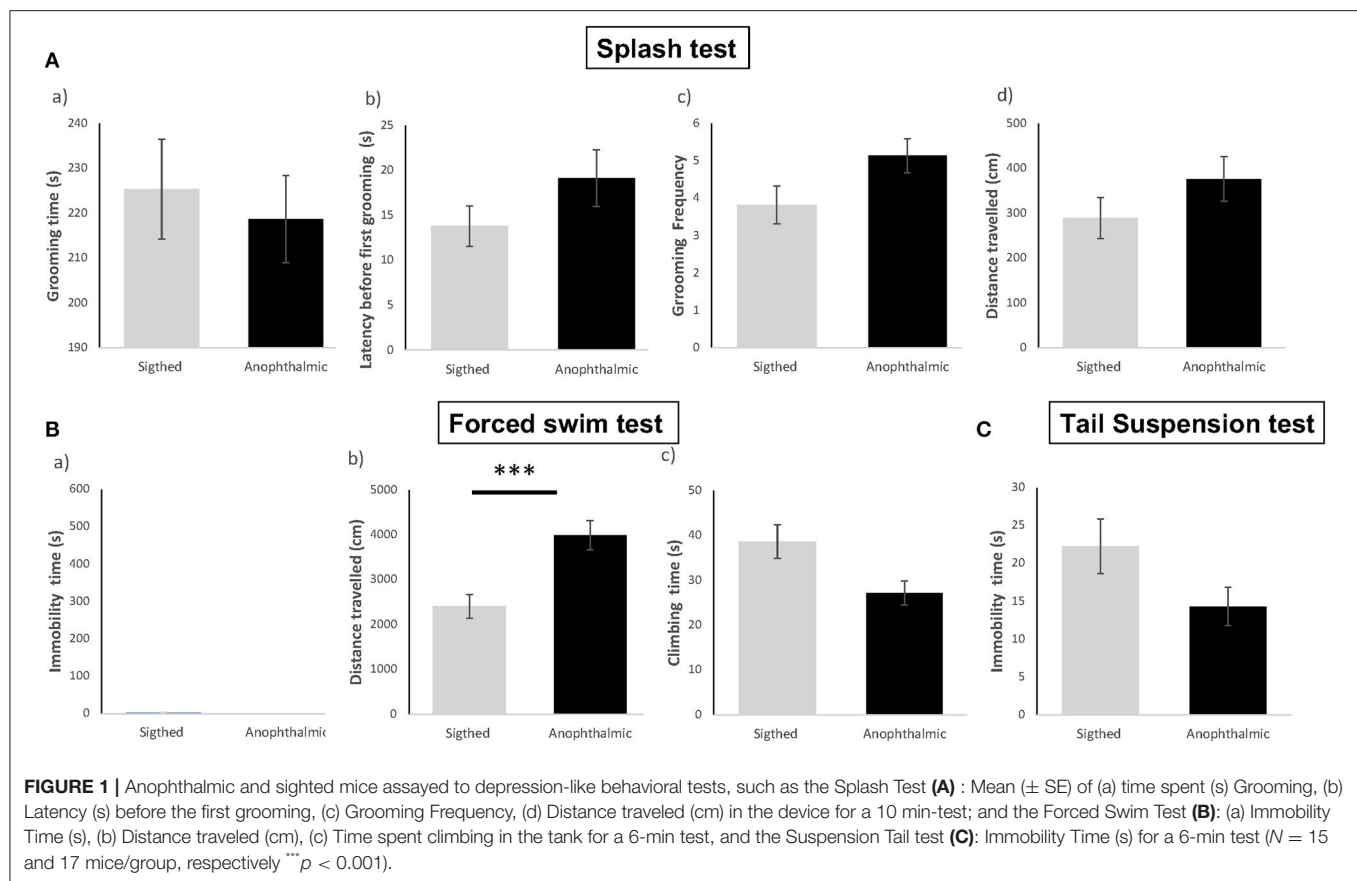 Splash test
A
a)
240
230
220
210
200
190
Grooming time (s)
Sigthed
Anophthalmic
b)
25
20
15
10
5
0
Latency before first grooming (s)
Sigthed
Anophthalmic
c)
6
5
4
3
2
1
0
Grrooming Frequency
Sigthed
Anophthalmic
d)
500
400
300
200
100
0
Distance travelled (cm)
Sigthed
Anophthalmic
B
Forced swim test
a)
600
500
400
300
200
100
0
Immobility time (s)
Sigthed
Anophthalmic
b)
***
5000
4000
3000
2000
1000
0
Distance travelled (cm)
Sigthed
Anophthalmic
c)
50
40
30
20
10
0
Climbing time (s)
Sigthed
Anophthalmic
C
Tail Suspension test
30
25
20
15
10
5
0
Immobility time (s)
Sigthed
Anophthalmic
FIGURE 1 | Anophthalmic and sighted mice assayed to depression-like behavioral tests, such as the Splash Test (A) : Mean (± SE) of (a) time spent (s) Grooming, (b)
Latency (s) before the first grooming, (c) Grooming Frequency, (d) Distance traveled (cm) in the device for a 10 min-test; and the Forced Swim Test (B): (a) Immobility
Time (s), (b) Distance traveled (cm), (c) Time spent climbing in the tank for a 6-min test, and the Suspension Tail test (C): Immobility Time (s) for a 6-min test (N = 15
and 17 mice/group, respectively ***p < 0.001).